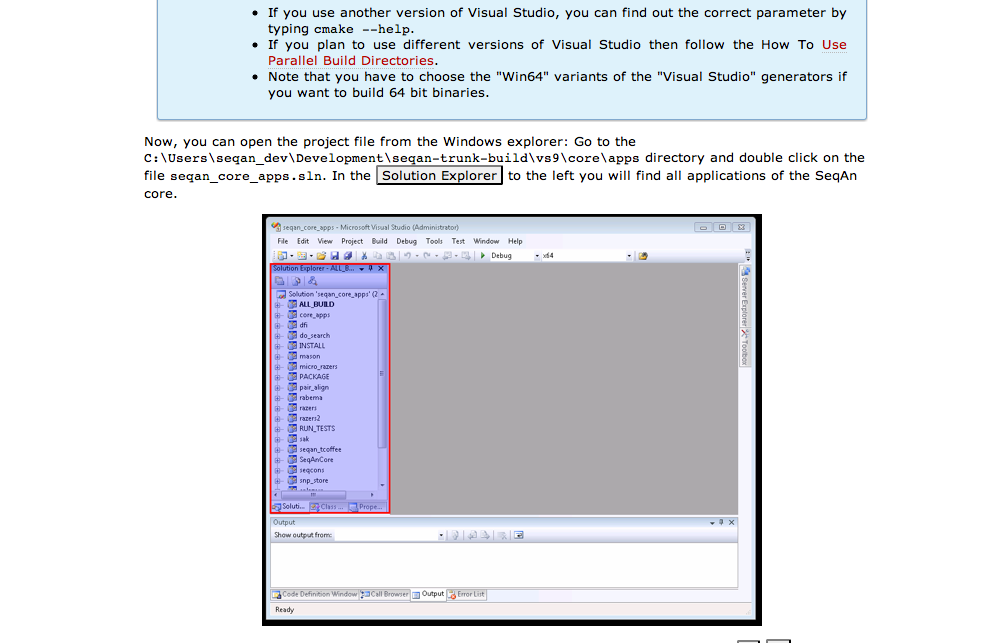 If you use another version of Visual Studio, you can find out the correct parameter by
typing cmake --help.
If you plan to use different versions of Visual Studio then follow the How To Use
Parallel Build Directories.
Note that you have to choose the "Win64" variants of the "Visual Studio" generators if
you want to build 64 bit binaries.
Now, you can open the project file from the Windows explorer: Go to the
C:\Users\seqan_dev\Development\seqan-trunk-build\vs9\core\apps directory and double click on the
file seqan_core_apps.sln. In the Solution Explorer to the left you will find all applications of the SeqAn
core.
seqan_core_apps - Microsoft Visual Studio (Administrator)
File Edit View Project Build Debug Tools Test Window Help
Debug x64
Solution Explorer - ALL_B...
Solution 'seqan_core_apps' (2
ALL_BUILD
core_apps
dfi
do_search
INSTALL
mason
micro_razers
PACKAGE
pair_align
rabema
razers
razers2
RUN_TESTS
sak
seqan_tcoffee
SeqAnCore
seqcons
snp_store
Soluti... Class ... Prope...
Server Explorer
Toolbox
Output
Show output from:
Code Definition Window Call Browser Output Error List
Ready